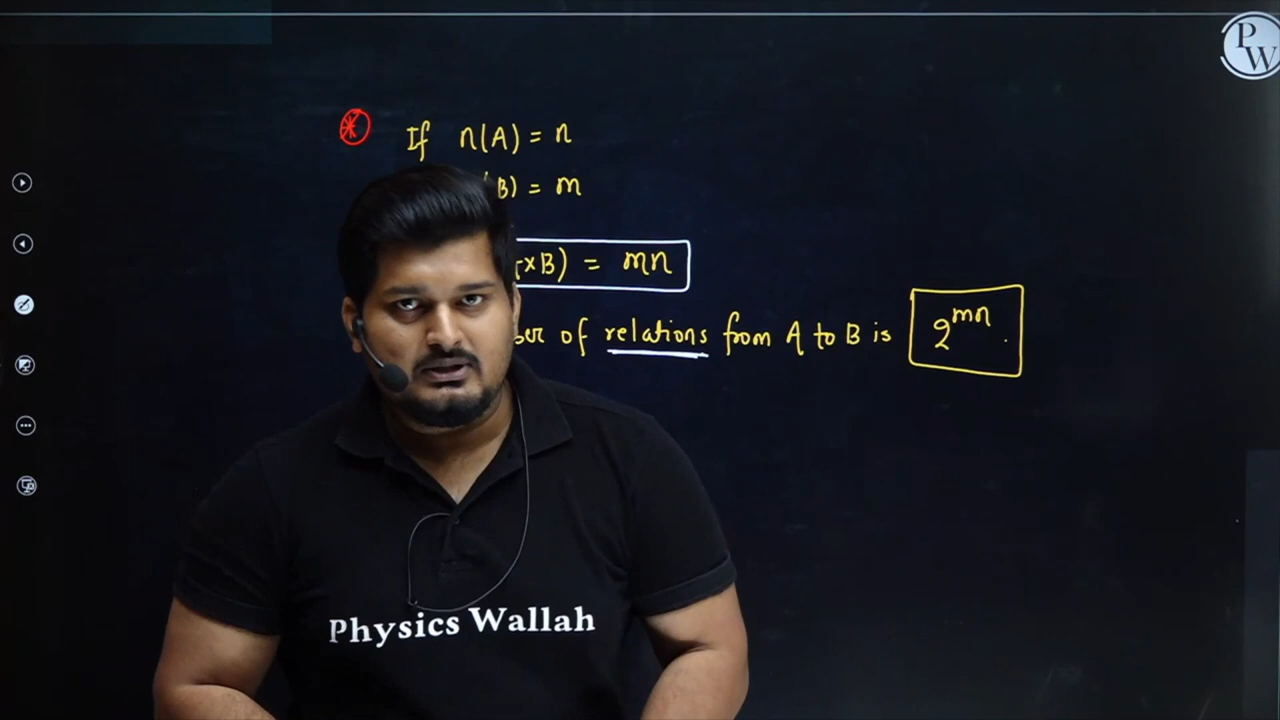 PW
If n(A) = n
B) = m
×B) = mn
of relations from A to B is 2^mn .
Physics Wallah